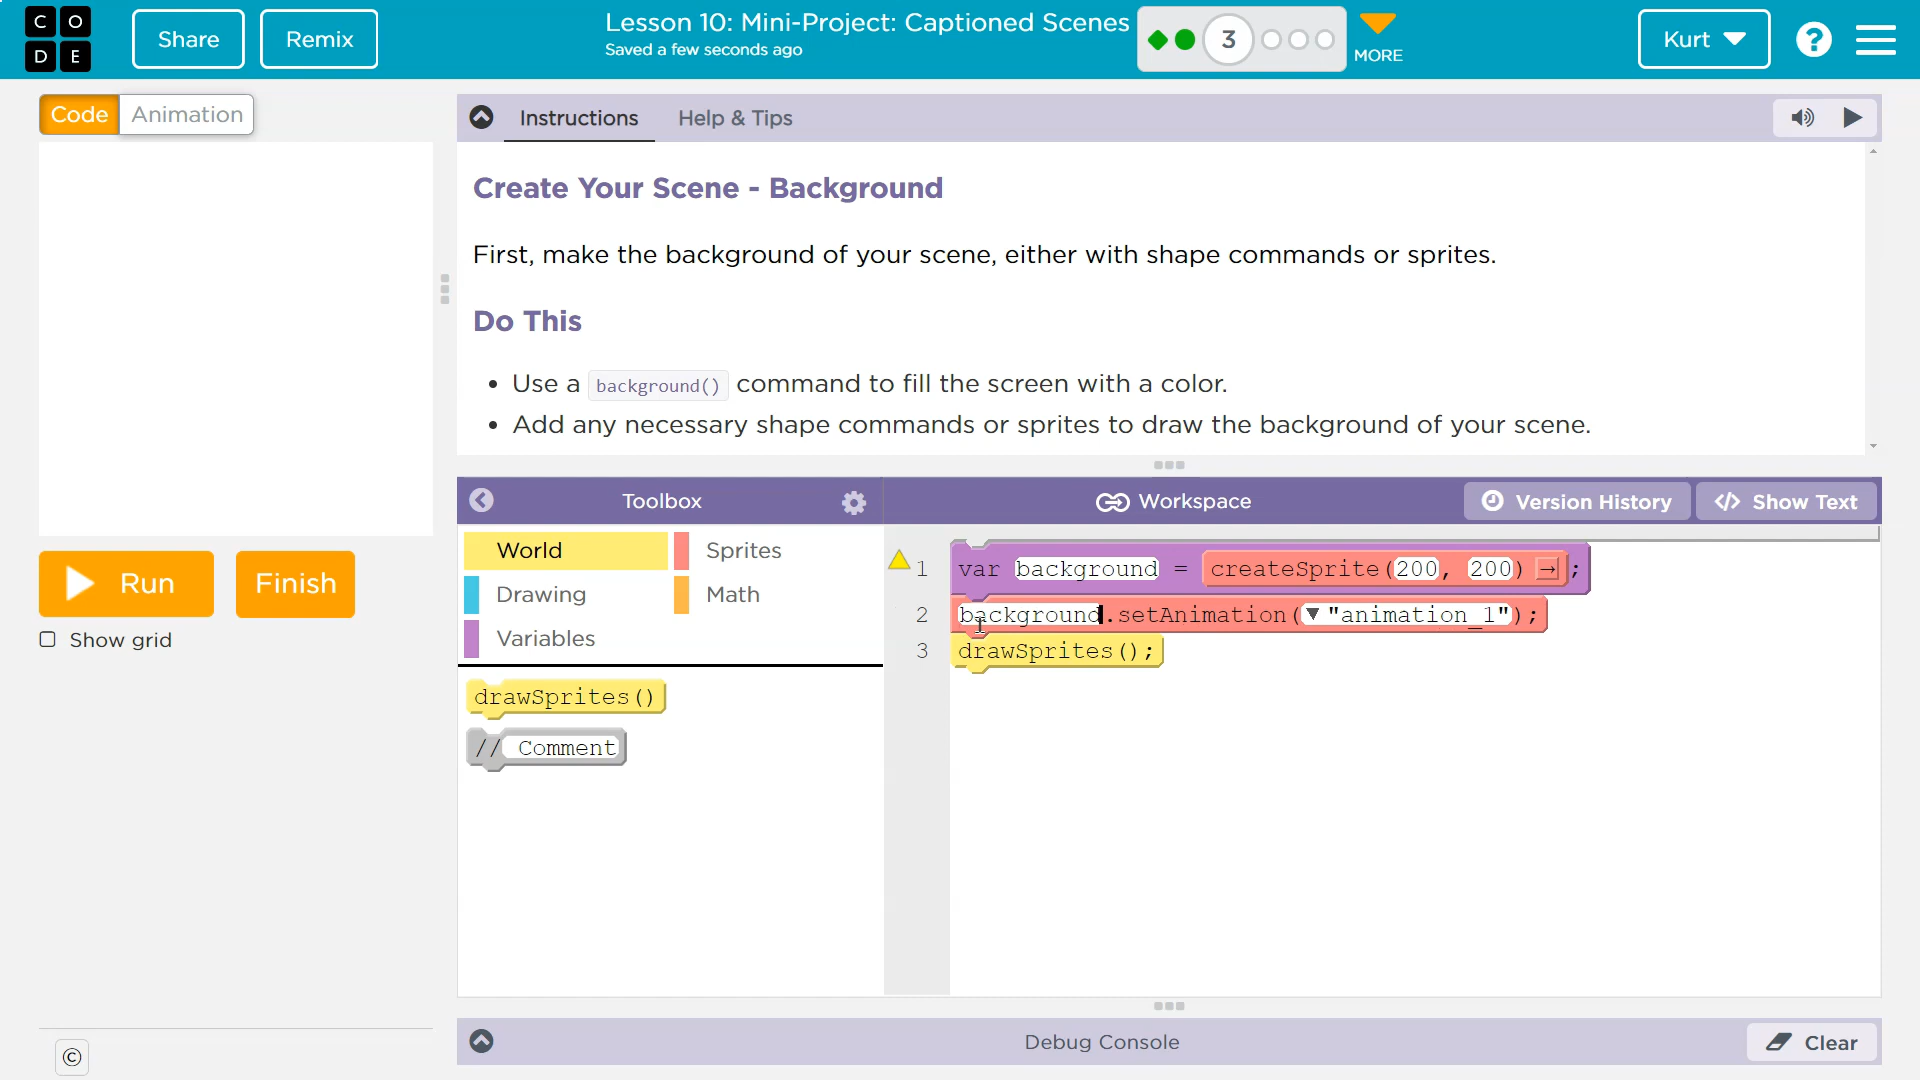 CODE
Share
Remix
Lesson 10: Mini-Project: Captioned Scenes
Saved a few seconds ago
3
MORE
Kurt
?
Code
Animation
Instructions
Help & Tips
Create Your Scene - Background
First, make the background of your scene, either with shape commands or sprites.
Do This
• Use a background() command to fill the screen with a color.
• Add any necessary shape commands or sprites to draw the background of your scene.
Run
Finish
Show grid
Toolbox
Workspace
Version History
</> Show Text
World
Sprites
Drawing
Math
Variables
drawSprites()
// Comment
1 var background = createSprite(200, 200) → ;
2 background.setAnimation(▼"animation_1");
3 drawSprites();
Debug Console
Clear
©